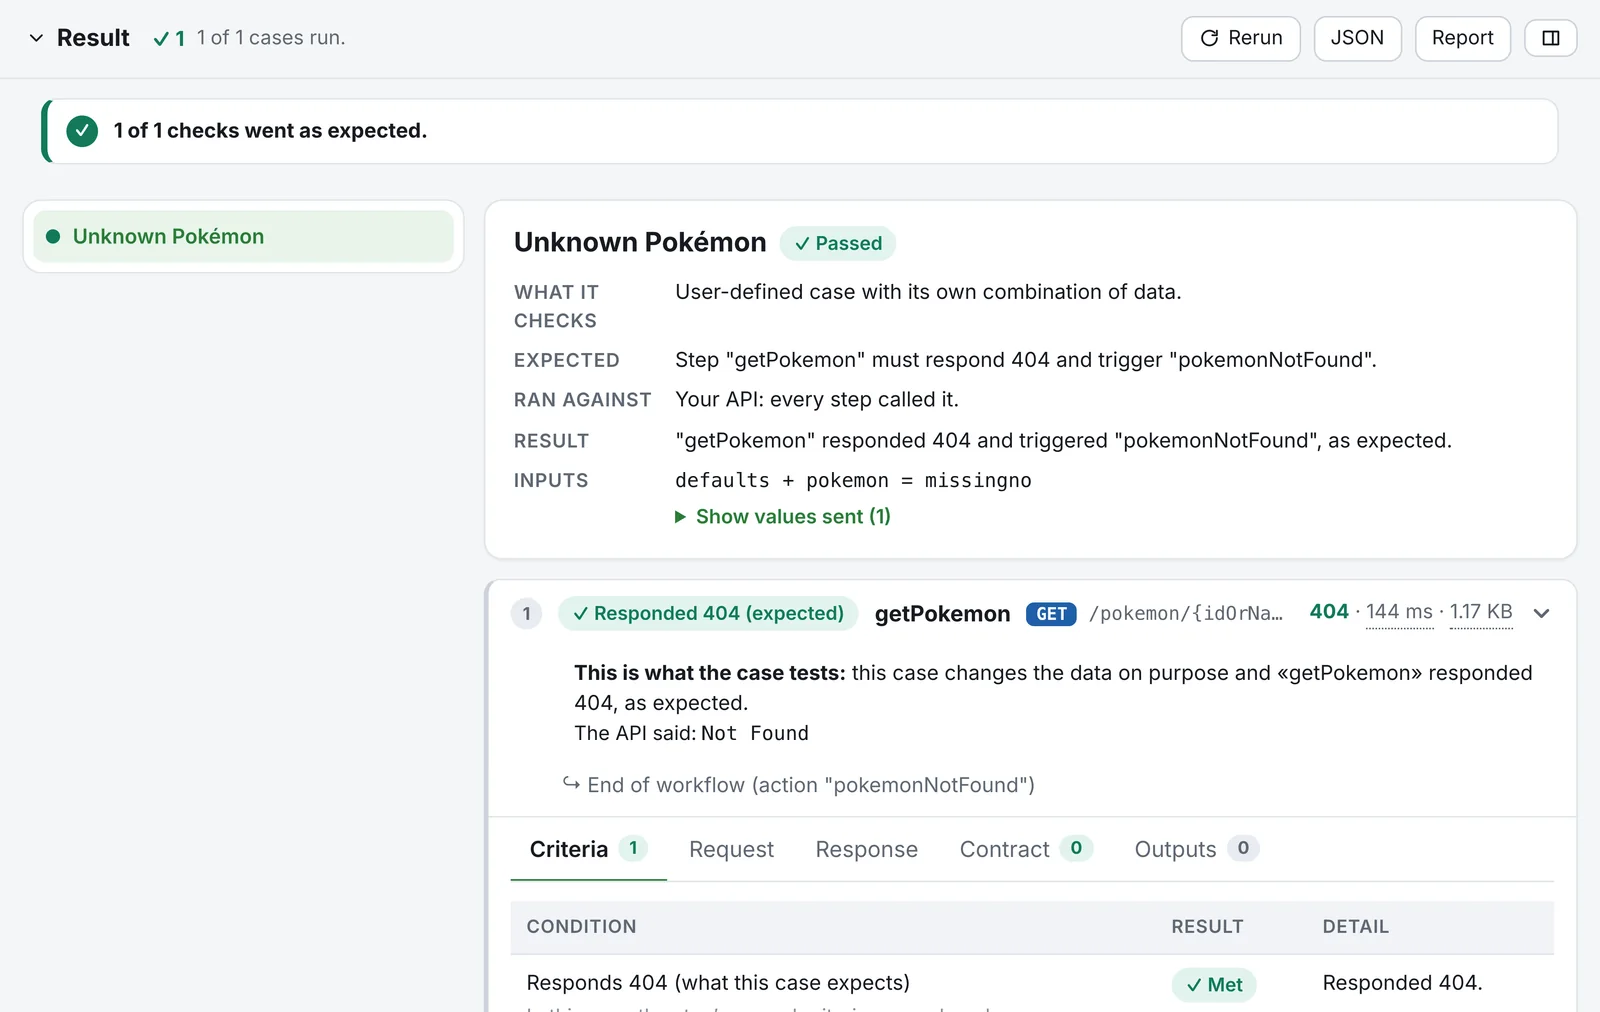 Result ✓ 1 1 of 1 cases run. Rerun JSON Report
1 of 1 checks went as expected.
Unknown Pokémon
Unknown Pokémon ✓ Passed
WHAT IT CHECKS User-defined case with its own combination of data.
EXPECTED Step "getPokemon" must respond 404 and trigger "pokemonNotFound".
RAN AGAINST Your API: every step called it.
RESULT "getPokemon" responded 404 and triggered "pokemonNotFound", as expected.
INPUTS defaults + pokemon = missingno
▶ Show values sent (1)
1 ✓ Responded 404 (expected) getPokemon GET /pokemon/{idOrNa… 404 · 144 ms · 1.17 KB
This is what the case tests: this case changes the data on purpose and «getPokemon» responded
404, as expected.
The API said: Not Found
↪ End of workflow (action "pokemonNotFound")
Criteria 1 Request Response Contract 0 Outputs 0
CONDITION RESULT DETAIL
Responds 404 (what this case expects) ✓ Met Responded 404.